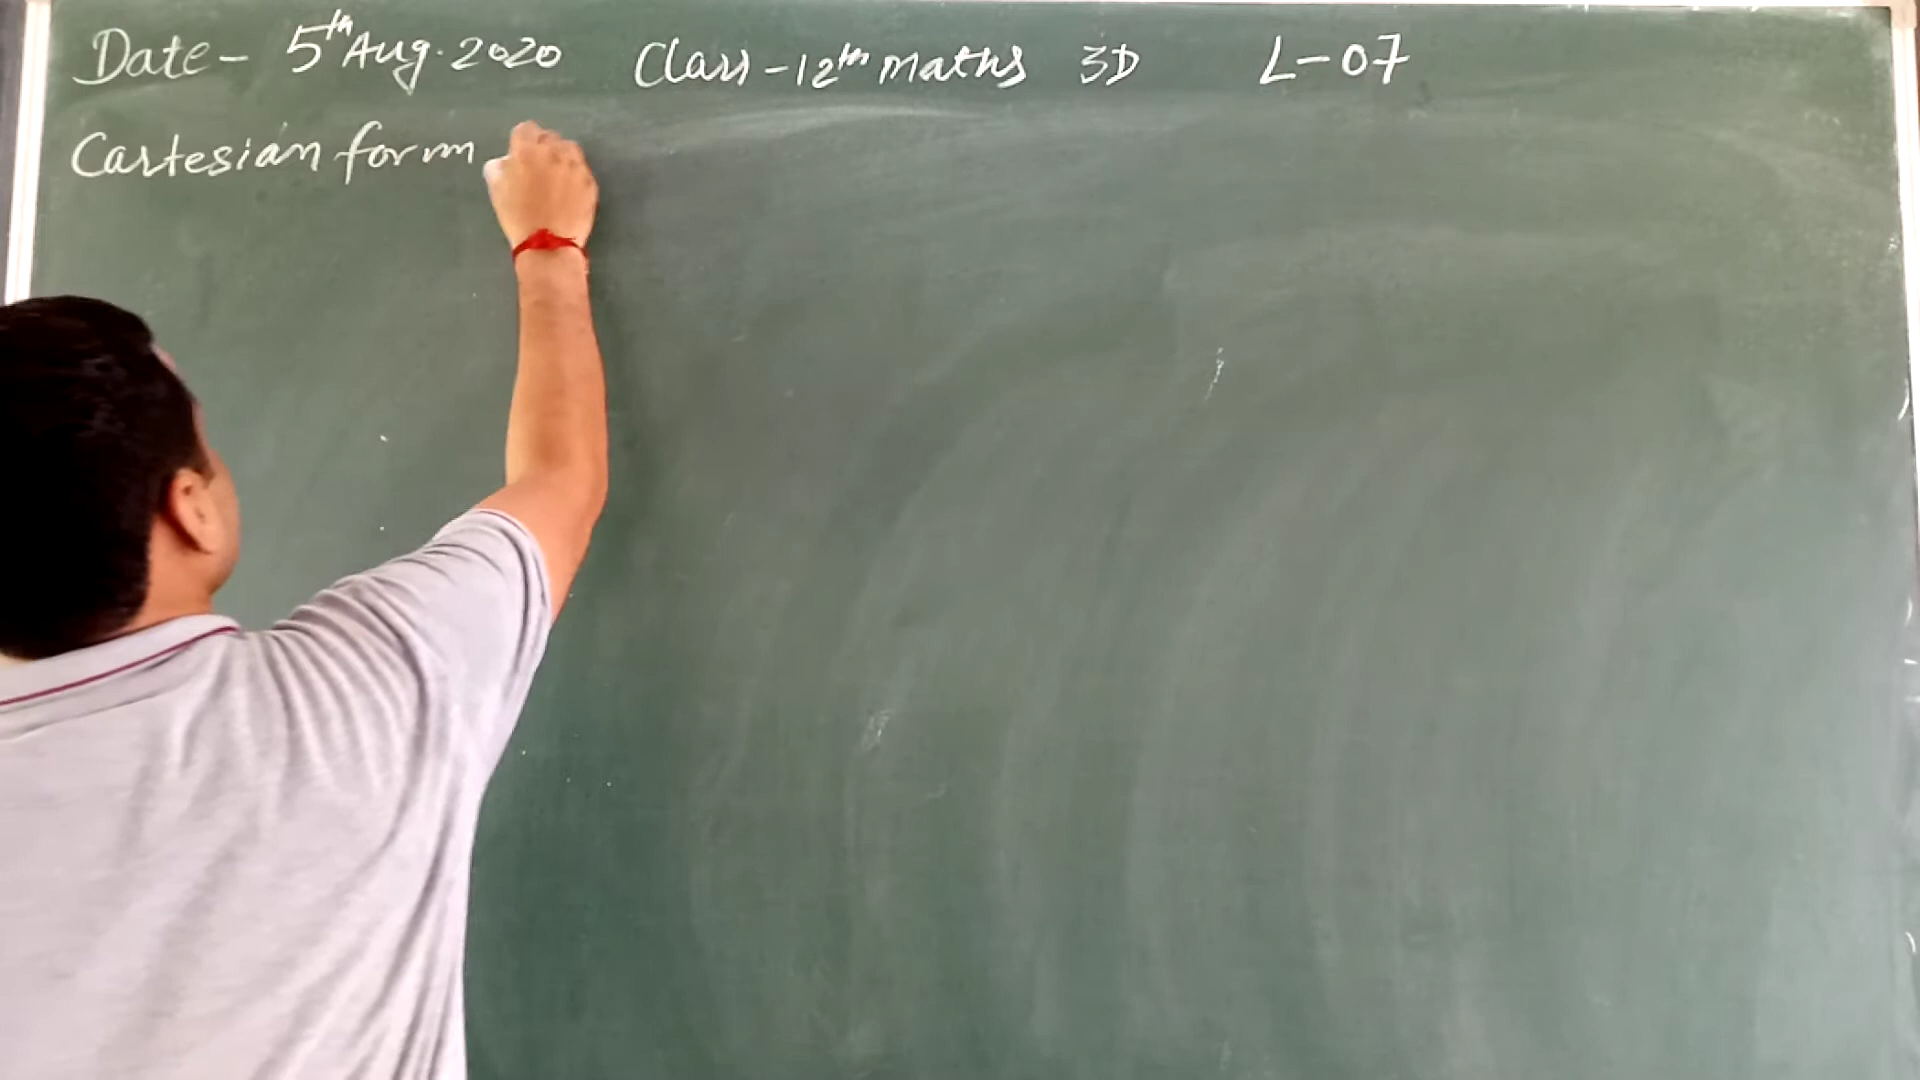 Date - 5th Aug. 2020 Class - 12th maths 3D L-07
Cartesian form